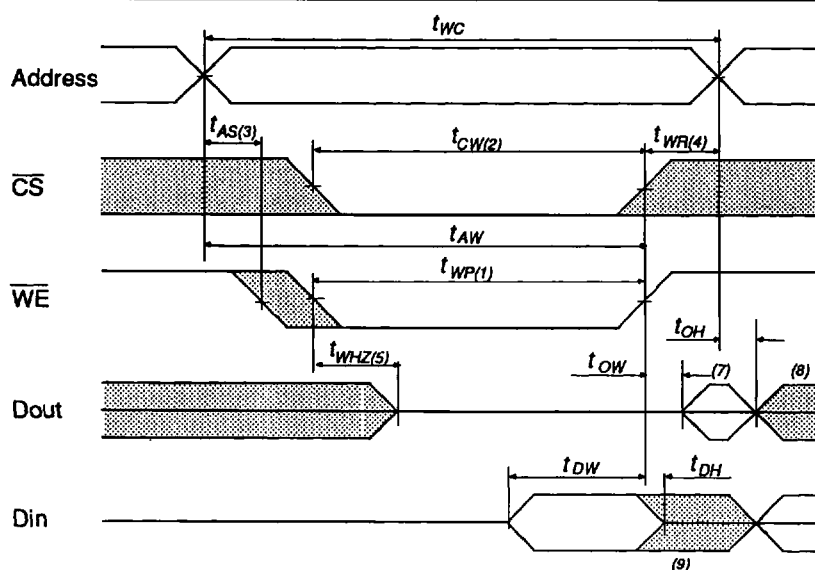 tWC
Address
tAS(3)
tCW(2)
tWR(4)
CS
tAW
WE
tWP(1)
tOH
tWHZ(5)
tOW
(7)
(8)
Dout
tDW
tDH
Din
(9)